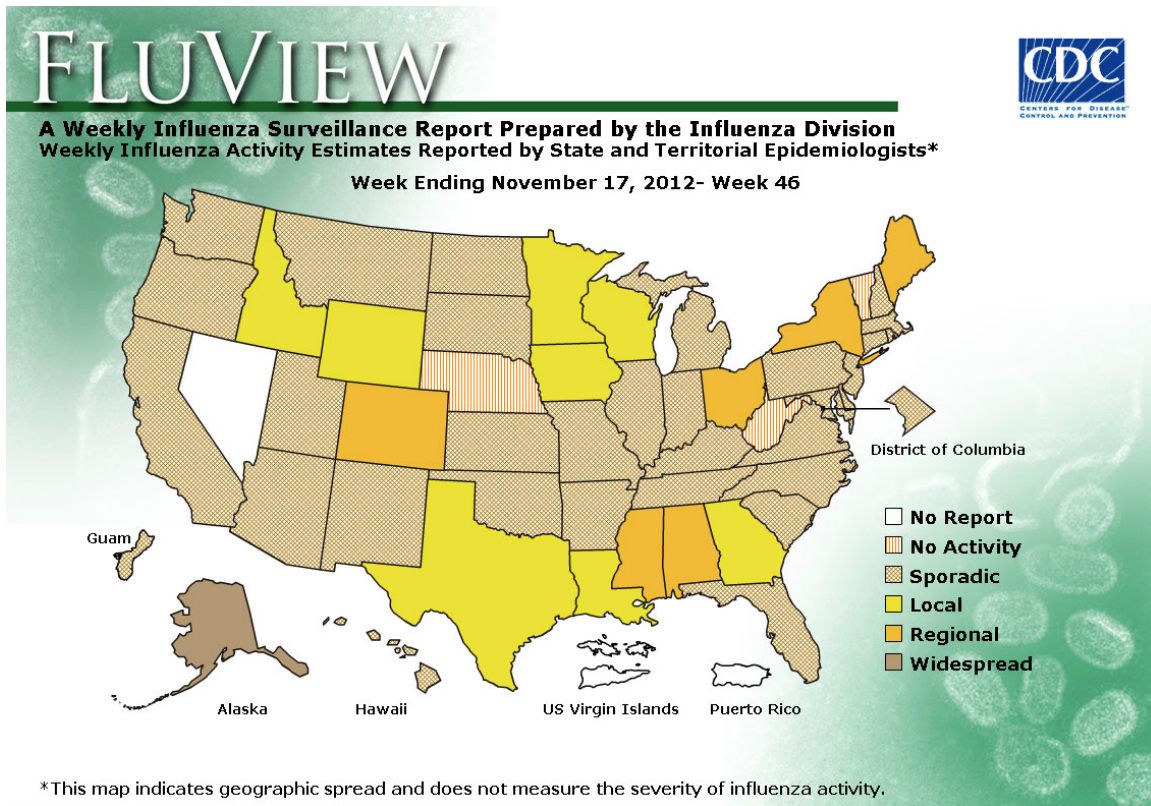 FLUVIEW
CDC
CENTERS FOR DISEASE™
CONTROL AND PREVENTION
A Weekly Influenza Surveillance Report Prepared by the Influenza Division
Weekly Influenza Activity Estimates Reported by State and Territorial Epidemiologists*
Week Ending November 17, 2012- Week 46
District of Columbia
No Report
Guam
No Activity
Sporadic
Local
Regional
Widespread
Alaska
Hawaii
US Virgin Islands
Puerto Rico
*This map indicates geographic spread and does not measure the severity of influenza activity.